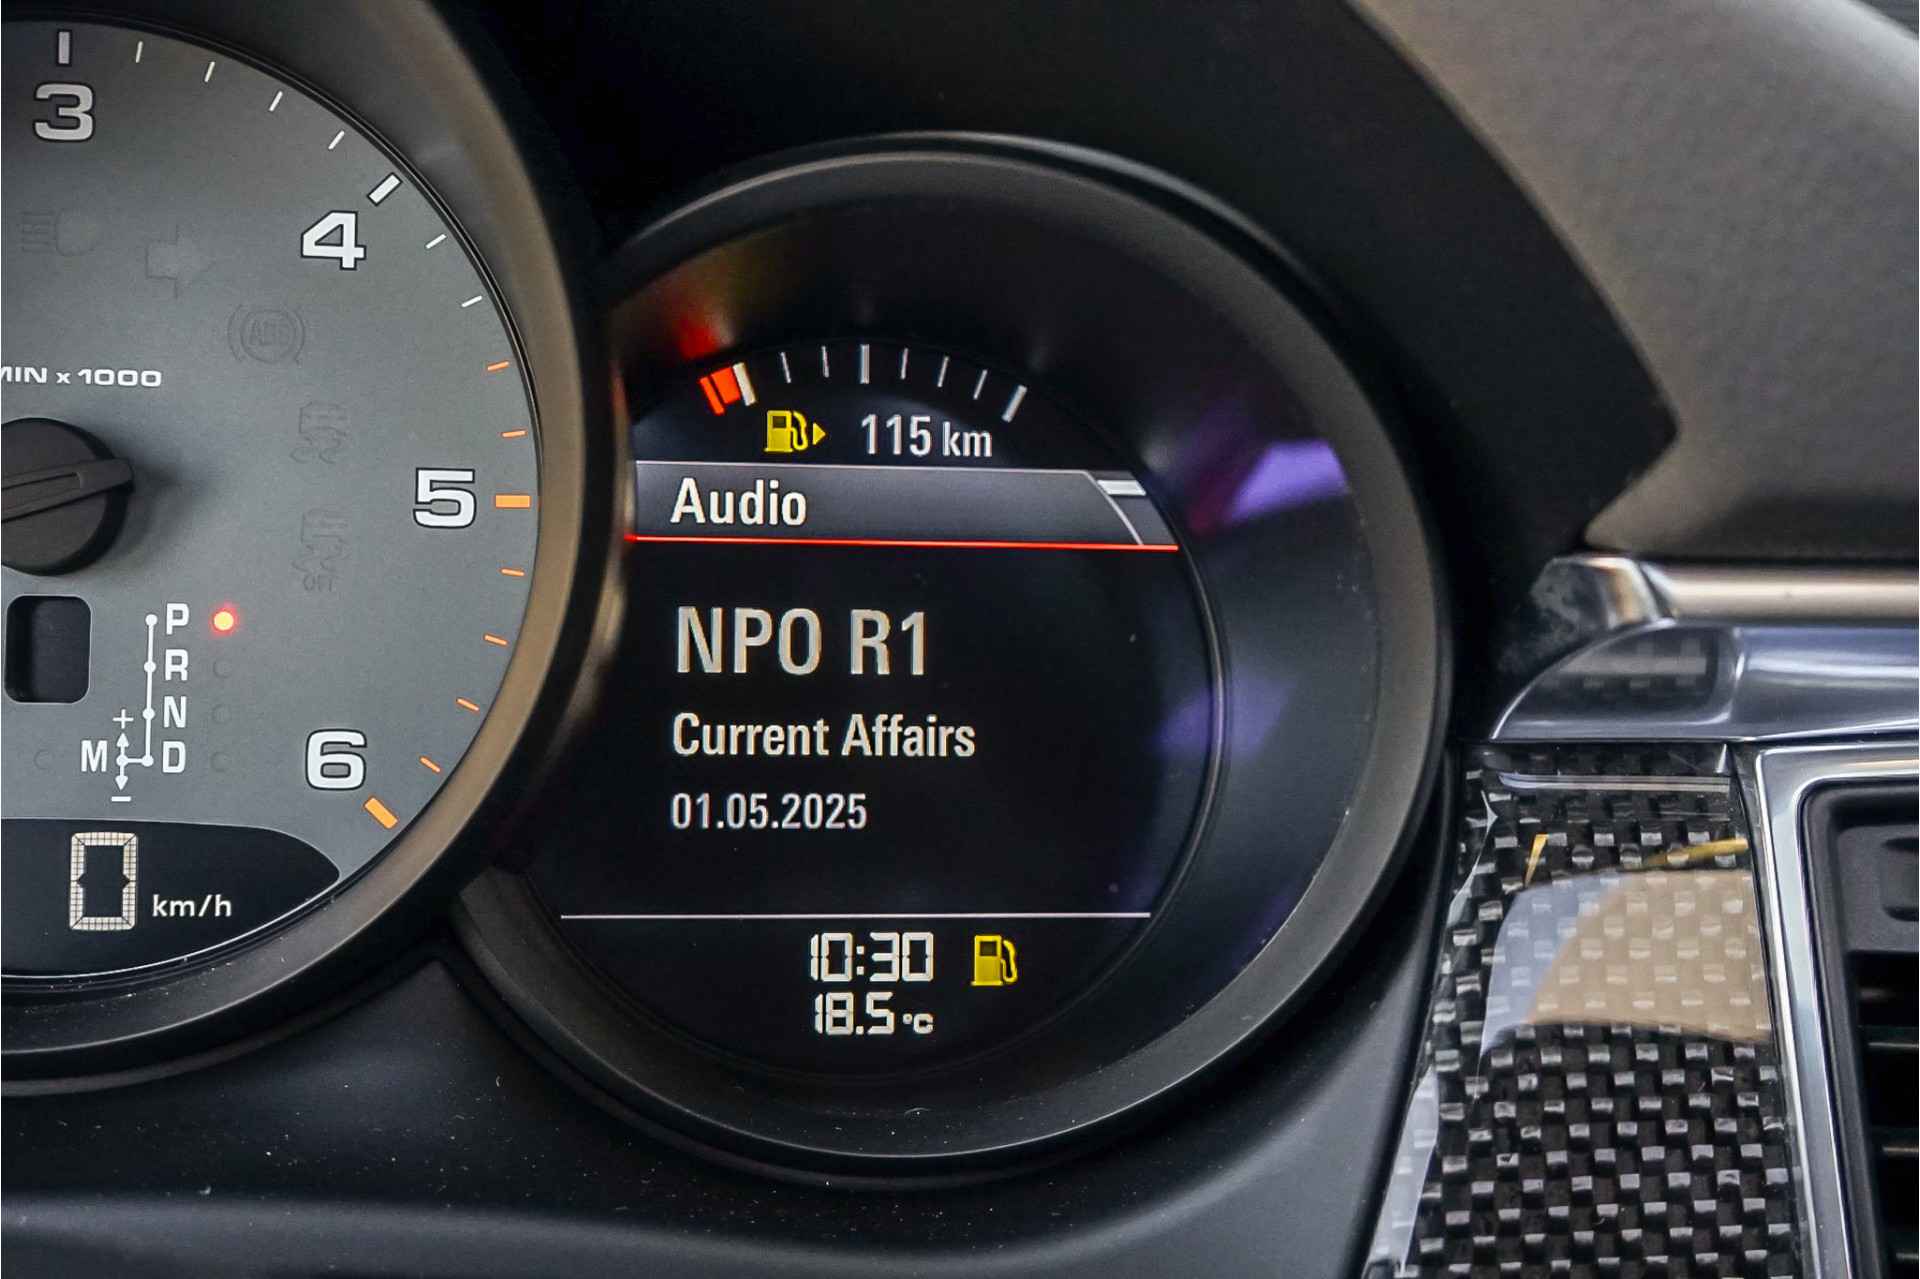 3
4
ABS
MIN x 1000
5
P
R
N
+
M D
−
6
0 km/h
115 km
Audio
NPO R1
Current Affairs
01.05.2025
10:30
18.5 °C